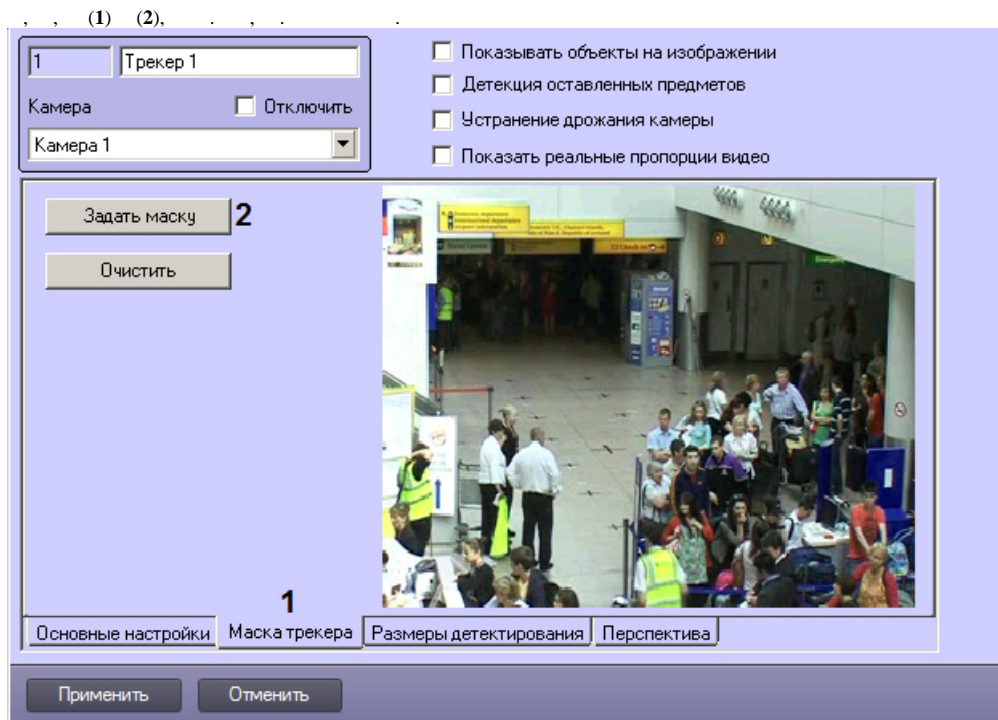 , , (1) (2), . , .
1 Трекер 1
Камера Отключить
Камера 1
Показывать объекты на изображении
Детекция оставленных предметов
Устранение дрожания камеры
Показать реальные пропорции видео
Задать маску 2
Очистить
1
Основные настройки Маска трекера Размеры детектирования Перспектива
Применить Отменить